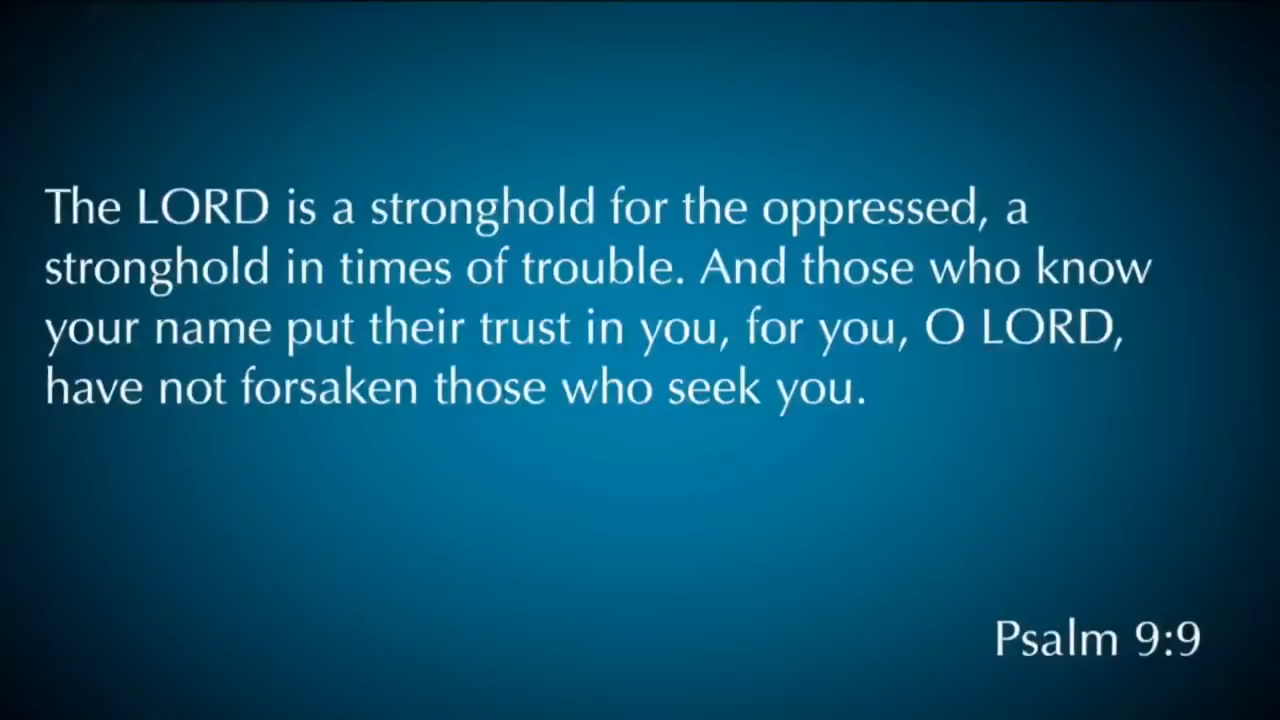 The LORD is a stronghold for the oppressed, a
stronghold in times of trouble. And those who know
your name put their trust in you, for you, O LORD,
have not forsaken those who seek you.
Psalm 9:9